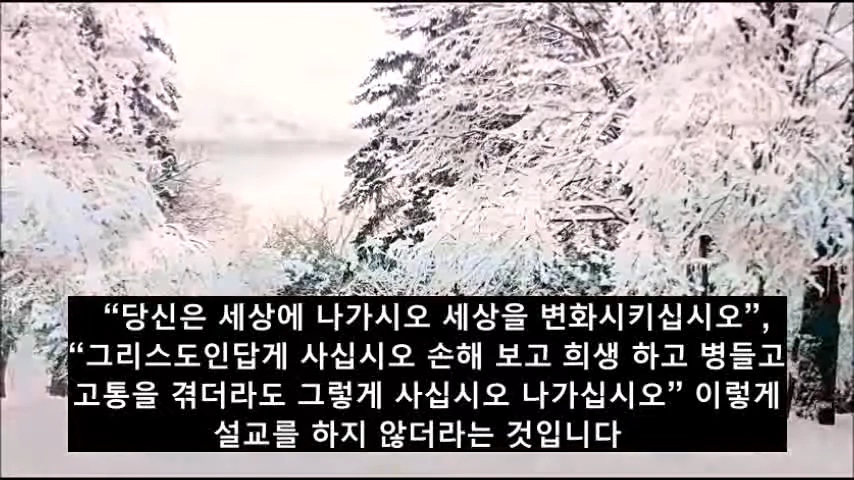 “당신은 세상에 나가시오 세상을 변화시키십시오”,
“그리스도인답게 사십시오 손해 보고 희생 하고 병들고
고통을 겪더라도 그렇게 사십시오 나가십시오” 이렇게
설교를 하지 않더라는 것입니다